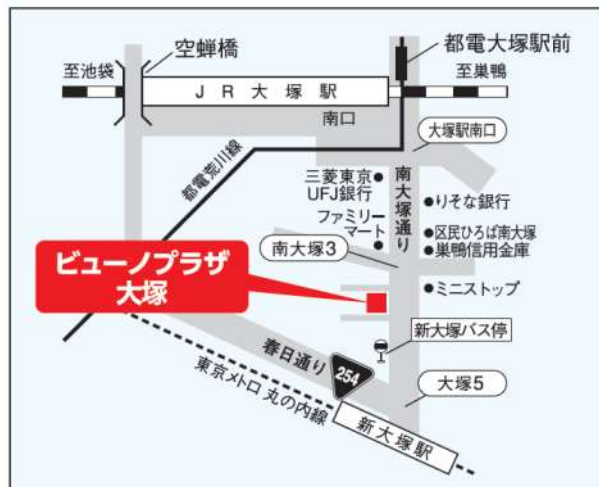 空蝉橋
都電大塚駅前
至池袋
至巣鴨
JR大塚駅
南口
大塚駅南口
都電荒川線
三菱東京
UFJ銀行
南大塚通り
りそな銀行
ファミリー
マート
区民ひろば南大塚
巣鴨信用金庫
南大塚3
ビューノプラザ
大塚
ミニストップ
新大塚バス停
春日通り
254
大塚5
東京メトロ 丸の内線
新大塚駅